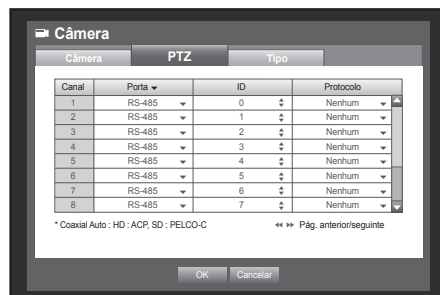 Câmera
Câmera PTZ Tipo
Canal Porta ID Protocolo
1 RS-485 0 Nenhum
2 RS-485 1 Nenhum
3 RS-485 2 Nenhum
4 RS-485 3 Nenhum
5 RS-485 4 Nenhum
6 RS-485 5 Nenhum
7 RS-485 6 Nenhum
8 RS-485 7 Nenhum
* Coaxial Auto : HD : ACP, SD : PELCO-C Pág. anterior/seguinte
OK Cancelar